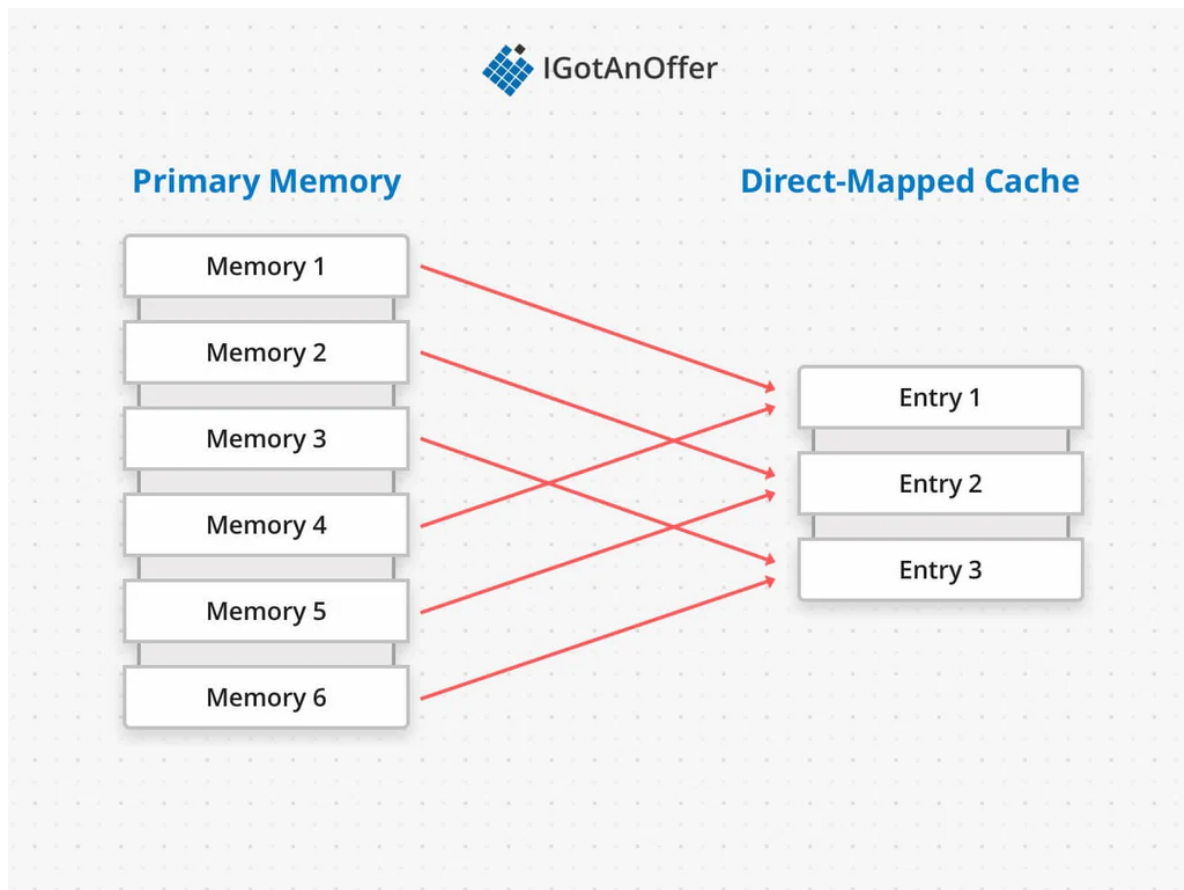 IGotAnOffer
Primary Memory
Direct-Mapped Cache
Memory 1
Memory 2
Memory 3
Memory 4
Memory 5
Memory 6
Entry 1
Entry 2
Entry 3